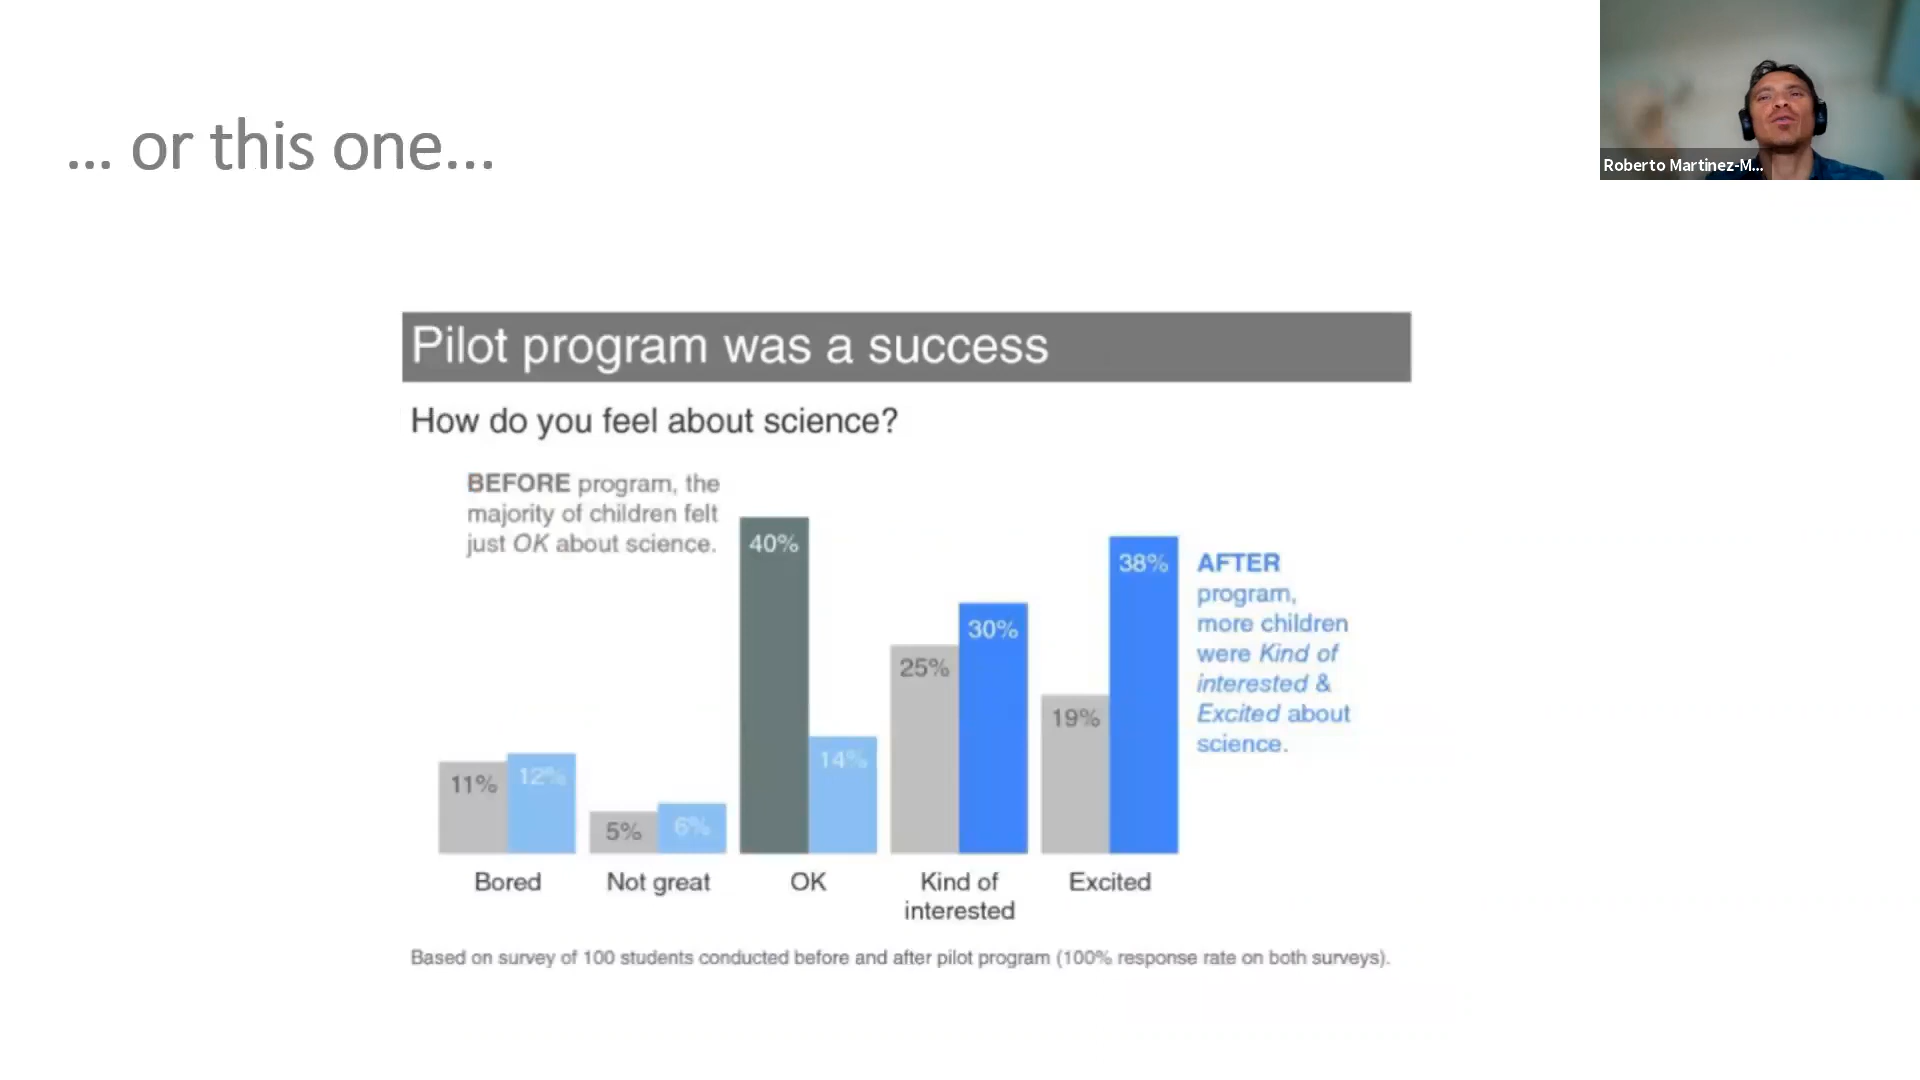 ... or this one...
Roberto Martinez-M...
Pilot program was a success
How do you feel about science?
BEFORE program, the
majority of children felt
just OK about science.
40%
38%
AFTER
program,
more children
were Kind of
interested &
Excited about
science.
30%
25%
19%
14%
11%
12%
5%
6%
Bored
Not great
OK
Kind of
interested
Excited
Based on survey of 100 students conducted before and after pilot program (100% response rate on both surveys).